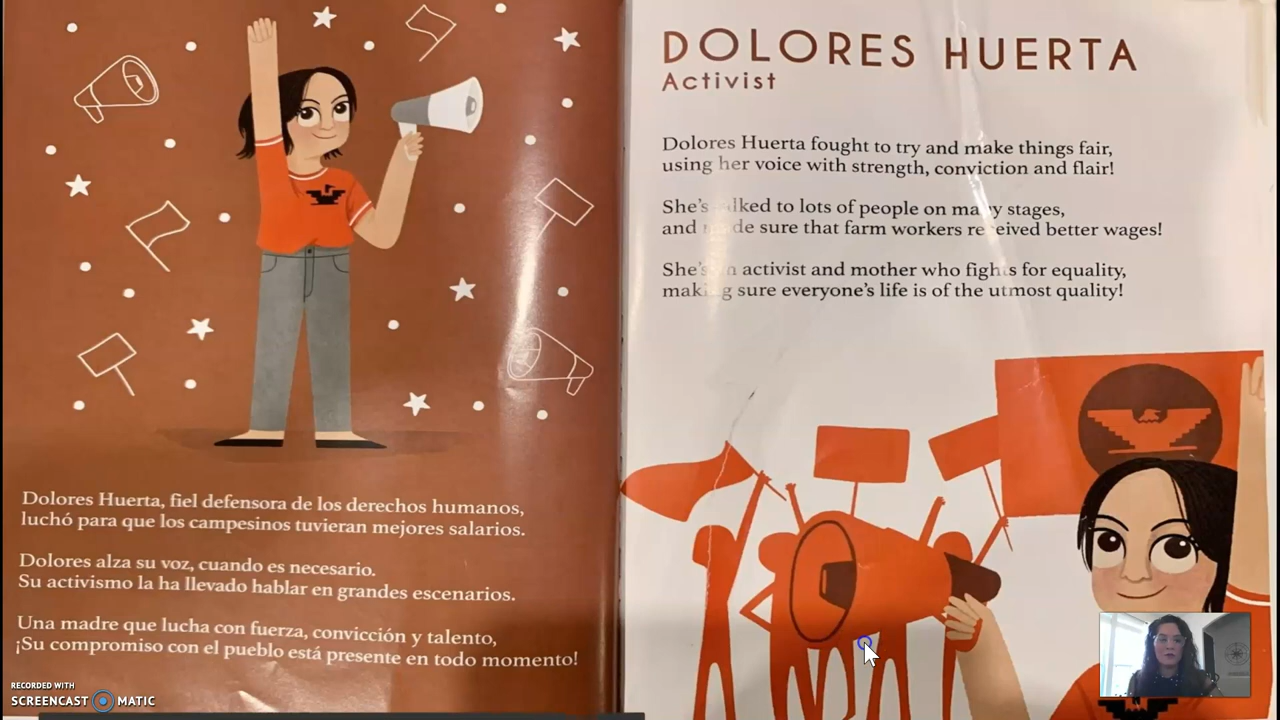 Dolores Huerta, fiel defensora de los derechos humanos,
luchó para que los campesinos tuvieran mejores salarios.
Dolores alza su voz, cuando es necesario.
Su activismo la ha llevado hablar en grandes escenarios.
Una madre que lucha con fuerza, convicción y talento,
¡Su compromiso con el pueblo está presente en todo momento!
RECORDED WITH
SCREENCAST MATIC
DOLORES HUERTA
Activist
Dolores Huerta fought to try and make things fair,
using her voice with strength, conviction and flair!
She's to lots of people on many stages,
and sure that farm workers received better wages!
She's activist and mother who fights for equality,
making sure everyone's life is of the utmost quality!